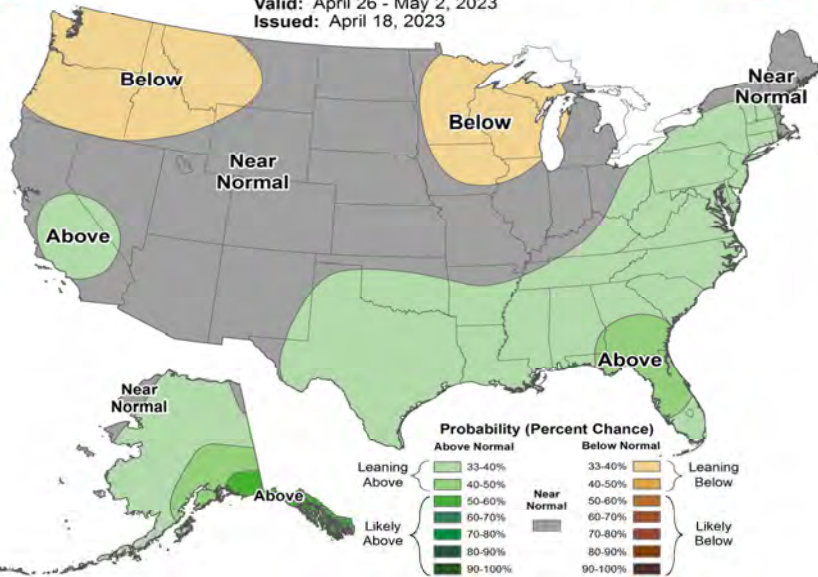 Valid: April 26 - May 2, 2023
Issued: April 18, 2023
Below
Below
Near
Normal
Near
Normal
Above
Above
Near
Normal
Above
Probability (Percent Chance)
Above Normal
Below Normal
Leaning
Above
33-40%
40-50%
Likely
Above
50-60%
60-70%
70-80%
80-90%
90-100%
Near
Normal
33-40%
40-50%
Leaning
Below
50-60%
60-70%
70-80%
80-90%
90-100%
Likely
Below